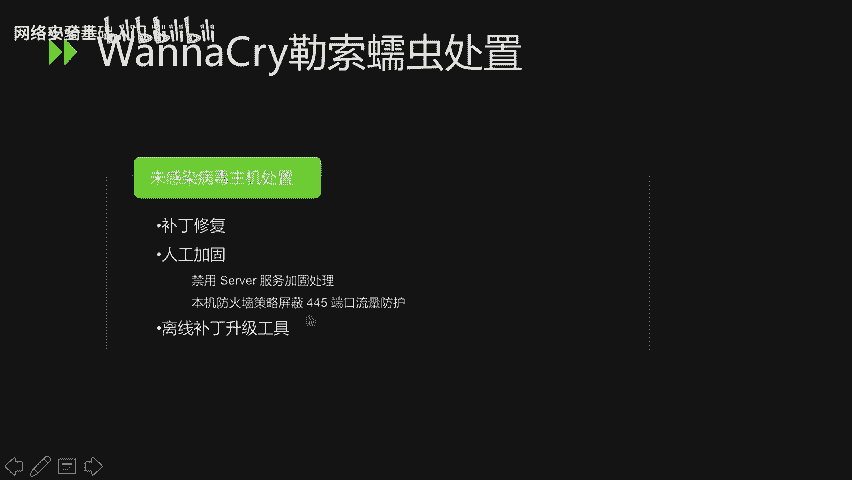 网络安全基础入门
bilibili
WannaCry勒索蠕虫处置
未感染病毒主机处置
•补丁修复
•人工加固
禁用 Server 服务加固处理
本机防火墙策略屏蔽 445 端口流量防护
•离线补丁升级工具